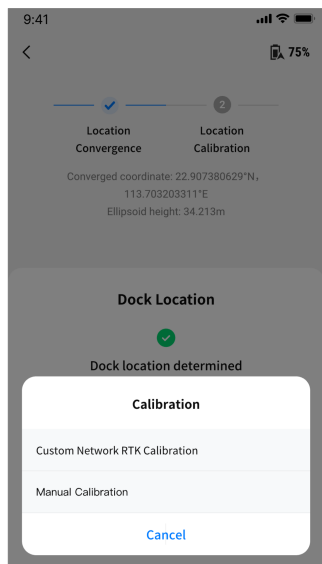 9:41
75%
2
Location
Convergence
Location
Calibration
Converged coordinate: 22.907380629°N，
113.703203311°E
Ellipsoid height: 34.213m
Dock Location
Dock location determined
Calibration
Custom Network RTK Calibration
Manual Calibration
Cancel